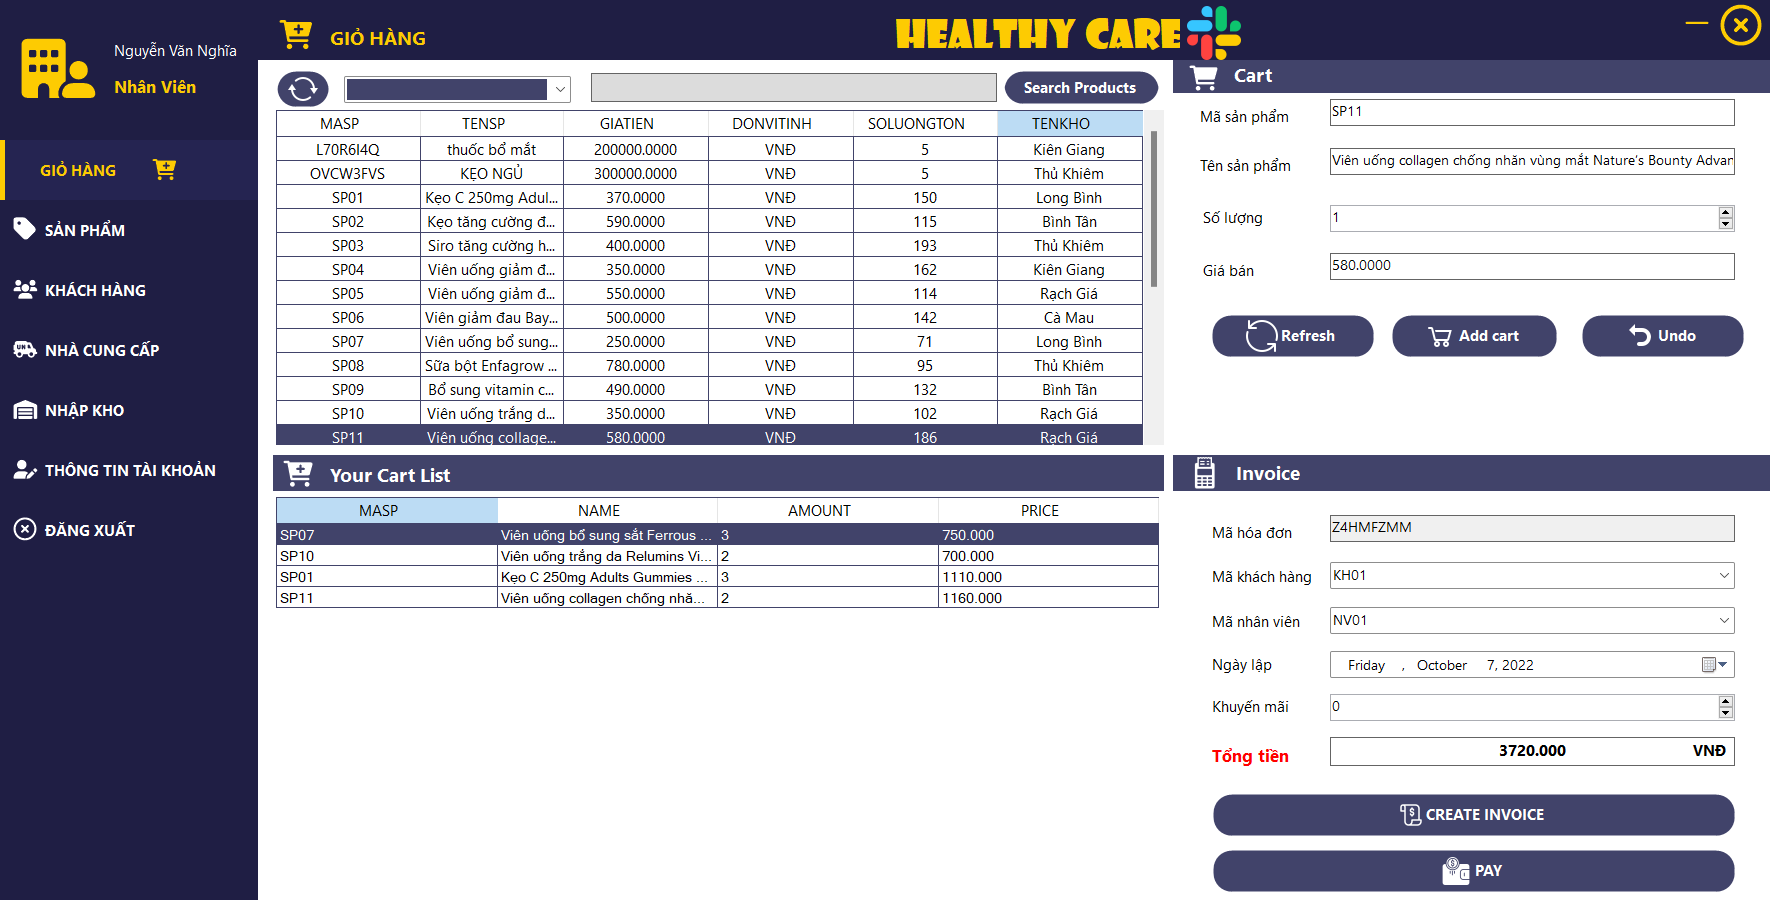 Nguyễn Văn Nghĩa
Nhân Viên
GIỎ HÀNG
SẢN PHẨM
KHÁCH HÀNG
NHÀ CUNG CẤP
NHẬP KHO
THÔNG TIN TÀI KHOẢN
ĐĂNG XUẤT
GIỎ HÀNG
HEALTHY CARE
Search Products
MASP TENSP GIATIEN DONVITINH SOLUONGTON TENKHO
L70R6I4Q thuốc bổ mắt 200000.0000 VNĐ 5 Kiên Giang
OVCW3FVS KẸO NGỦ 300000.0000 VNĐ 5 Thủ Khiêm
SP01 Kẹo C 250mg Adul... 370.0000 VNĐ 150 Long Bình
SP02 Kẹo tăng cường đ... 590.0000 VNĐ 115 Bình Tân
SP03 Siro tăng cường h... 400.0000 VNĐ 193 Thủ Khiêm
SP04 Viên uống giảm đ... 350.0000 VNĐ 162 Kiên Giang
SP05 Viên uống giảm đ... 550.0000 VNĐ 114 Rạch Giá
SP06 Viên giảm đau Bay... 500.0000 VNĐ 142 Cà Mau
SP07 Viên uống bổ sung... 250.0000 VNĐ 71 Long Bình
SP08 Sữa bột Enfagrow ... 780.0000 VNĐ 95 Thủ Khiêm
SP09 Bổ sung vitamin c... 490.0000 VNĐ 132 Bình Tân
SP10 Viên uống trắng d... 350.0000 VNĐ 102 Rạch Giá
SP11 Viên uống collage... 580.0000 VNĐ 186 Rạch Giá
Your Cart List
MASP NAME AMOUNT PRICE
SP07 Viên uống bổ sung sắt Ferrous ... 3 750.000
SP10 Viên uống trắng da Relumins Vi... 2 700.000
SP01 Kẹo C 250mg Adults Gummies ... 3 1110.000
SP11 Viên uống collagen chống nhă... 2 1160.000
Cart
Mã sản phẩm SP11
Tên sản phẩm Viên uống collagen chống nhăn vùng mắt Nature's Bounty Advan
Số lượng 1
Giá bán 580.0000
Refresh Add cart Undo
Invoice
Mã hóa đơn Z4HMFZMM
Mã khách hàng KH01
Mã nhân viên NV01
Ngày lập Friday , October 7, 2022
Khuyến mãi 0
Tổng tiền 3720.000 VNĐ
CREATE INVOICE
PAY